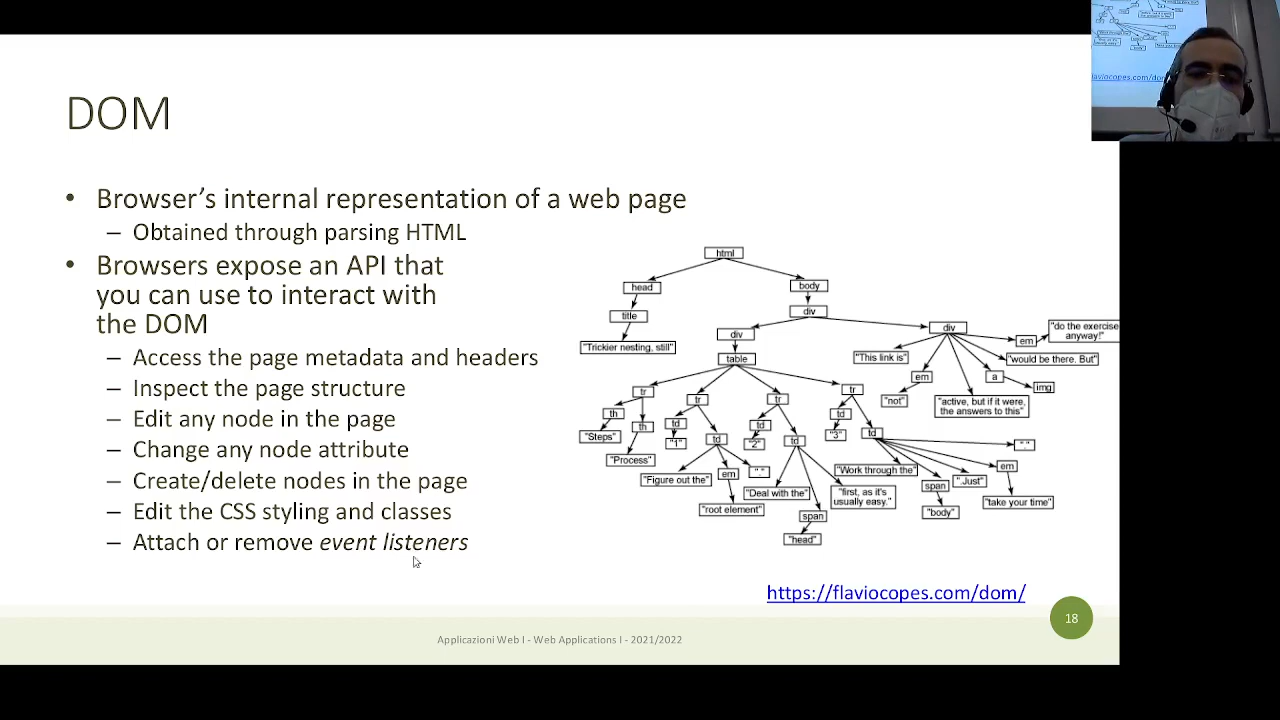 DOM
• Browser's internal representation of a web page
– Obtained through parsing HTML
• Browsers expose an API that
you can use to interact with
the DOM
– Access the page metadata and headers
– Inspect the page structure
– Edit any node in the page
– Change any node attribute
– Create/delete nodes in the page
– Edit the CSS styling and classes
– Attach or remove event listeners
html
head
body
title
div
"Trickier nesting, still"
div
div
table
"This link is"
em
"do the exercise
anyway!"
"would be there. But"
em
a
img
"not"
"active, but if it were,
the answers to this"
tr
tr
tr
tr
th
th
"Steps"
"Process"
td
"1"
td
"Figure out the"
em
"."
"root element"
td
"2"
td
"Deal with the"
span
"head"
"first, as it's
usually easy."
td
"3"
td
"Work through the"
span
"body"
".Just"
em
"take your time"
"."
https://flaviocopes.com/dom/
18
Applicazioni Web I - Web Applications I - 2021/2022